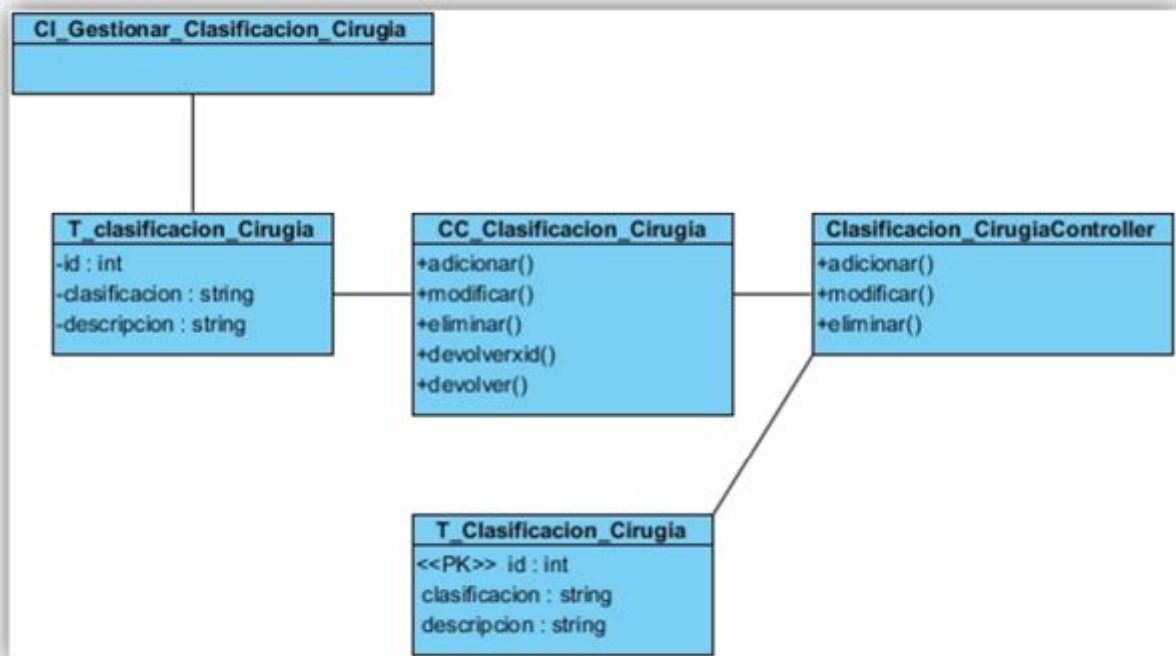 CI_Gestionar_Clasificacion_Cirugia
T_clasificacion_Cirugia
-id : int
-clasificacion : string
-descripcion : string
CC_Clasificacion_Cirugia
+adicionar()
+modificar()
+eliminar()
+devolverxid()
+devolver()
Clasificacion_CirugiaController
+adicionar()
+modificar()
+eliminar()
T_Clasificacion_Cirugia
<<PK>> id : int
clasificacion : string
descripcion : string